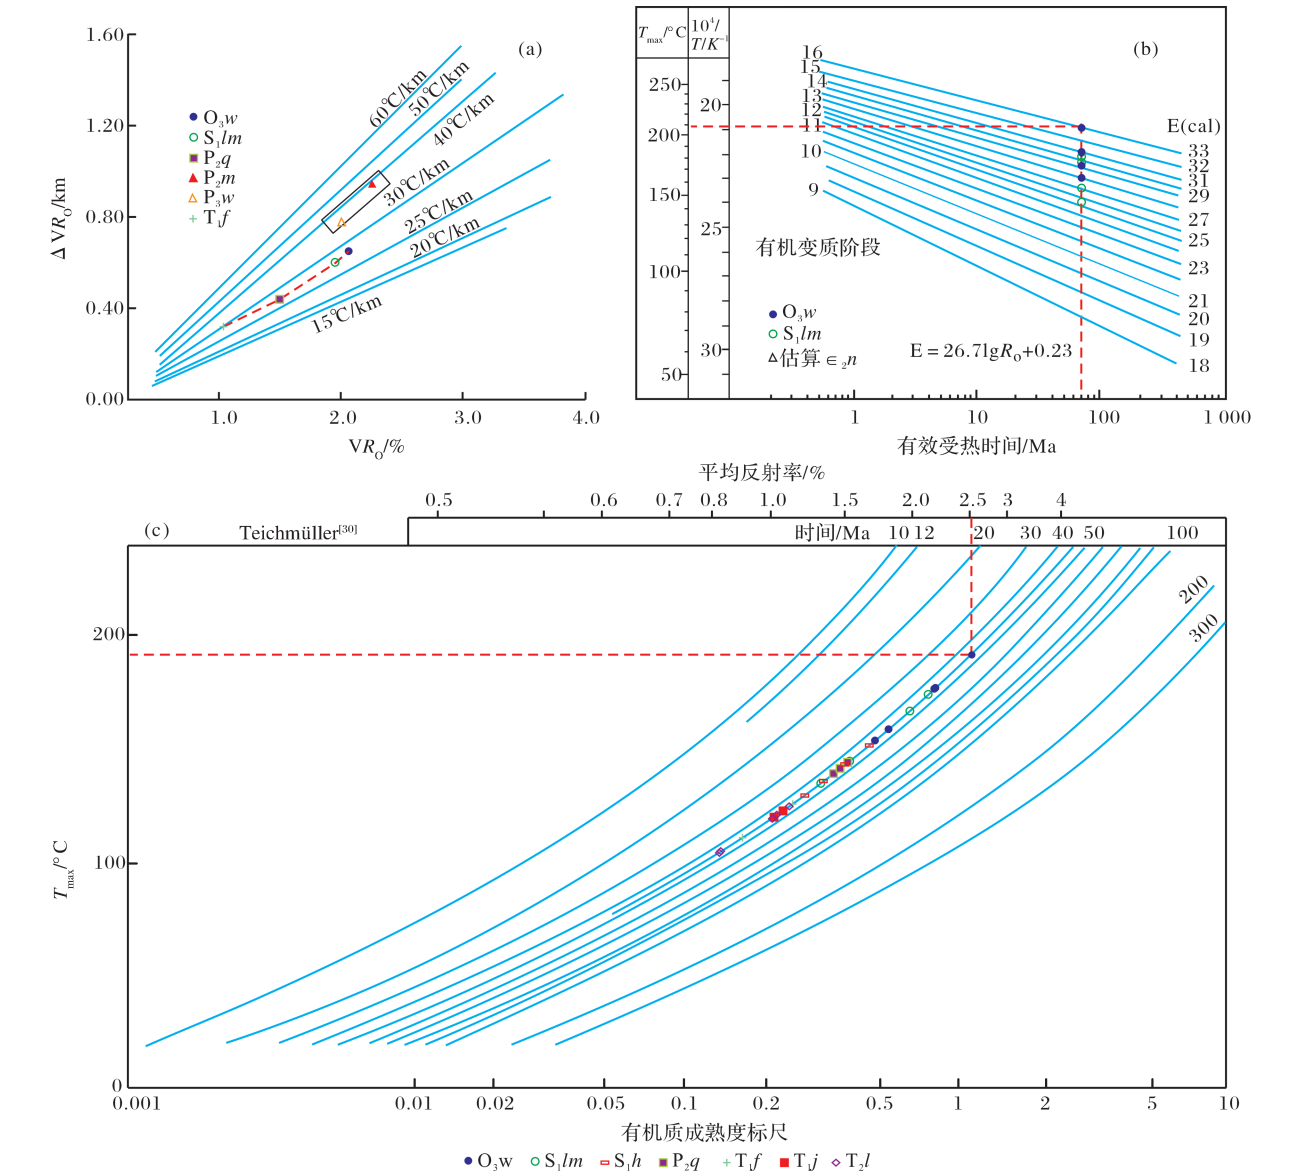 (a)
1.60
1.20
0.80
0.40
0.00
Δ VRO/km
O3w
S1lm
P2q
P2m
P3w
T1f
60℃/km
50℃/km
40℃/km
30℃/km
25℃/km
20℃/km
15℃/km
1.0 2.0 3.0 4.0
VRO/%
(b)
Tmax/°C
10⁴/
T/K⁻¹
250
200
150
100
50
20
25
30
16
15
14
13
12
11
10
9
E(cal)
33
32
31
29
27
25
23
21
20
19
18
有机变质阶段
O3w
S1lm
估算∈2n
E = 26.7lgRO+0.23
1 10 100 1 000
有效受热时间/Ma
平均反射率/%
0.5 0.6 0.7 0.8 1.0 1.5 2.0 2.5 3 4
(c)
Teichmüller[30]
时间/Ma 10 12 20 30 40 50 100
200
300
200
100
0
Tmax/°C
0.001 0.01 0.02 0.05 0.1 0.2 0.5 1 2 5 10
有机质成熟度标尺
O3w S1lm S1h P2q T1f T1j T2l